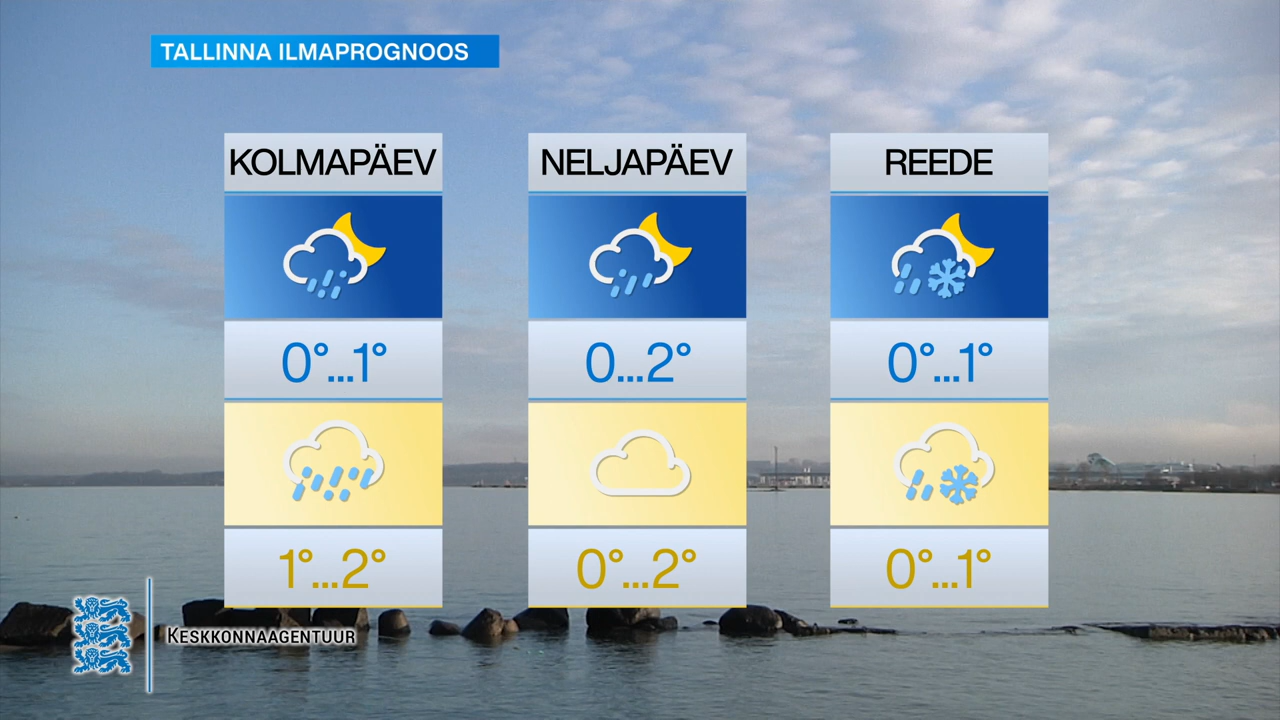 TALLINNA ILMAPROGNOOS
KOLMAPÄEV
0°...1°
1°...2°
NELJAPÄEV
0...2°
0°...2°
REEDE
0°...1°
0°...1°
KESKKONNAAGENTUUR